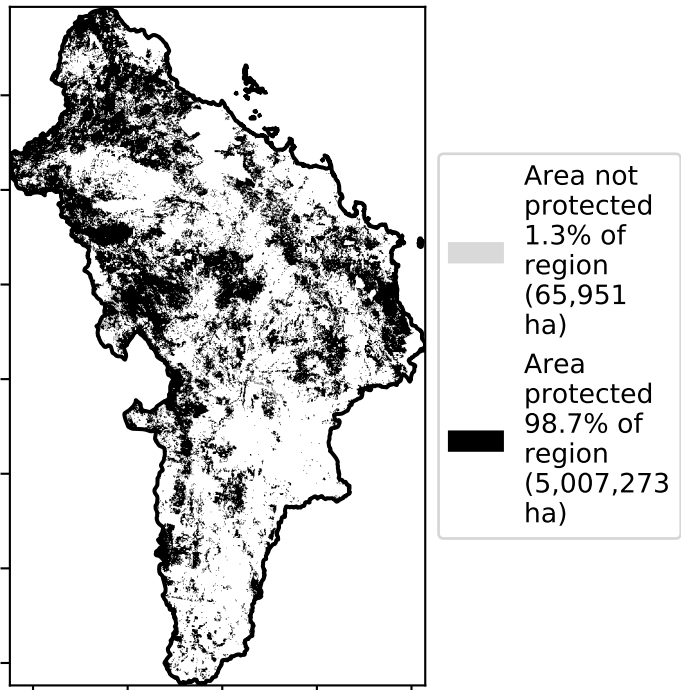 Area not
protected
1.3% of
region
(65,951
ha)
Area
protected
98.7% of
region
(5,007,273
ha)